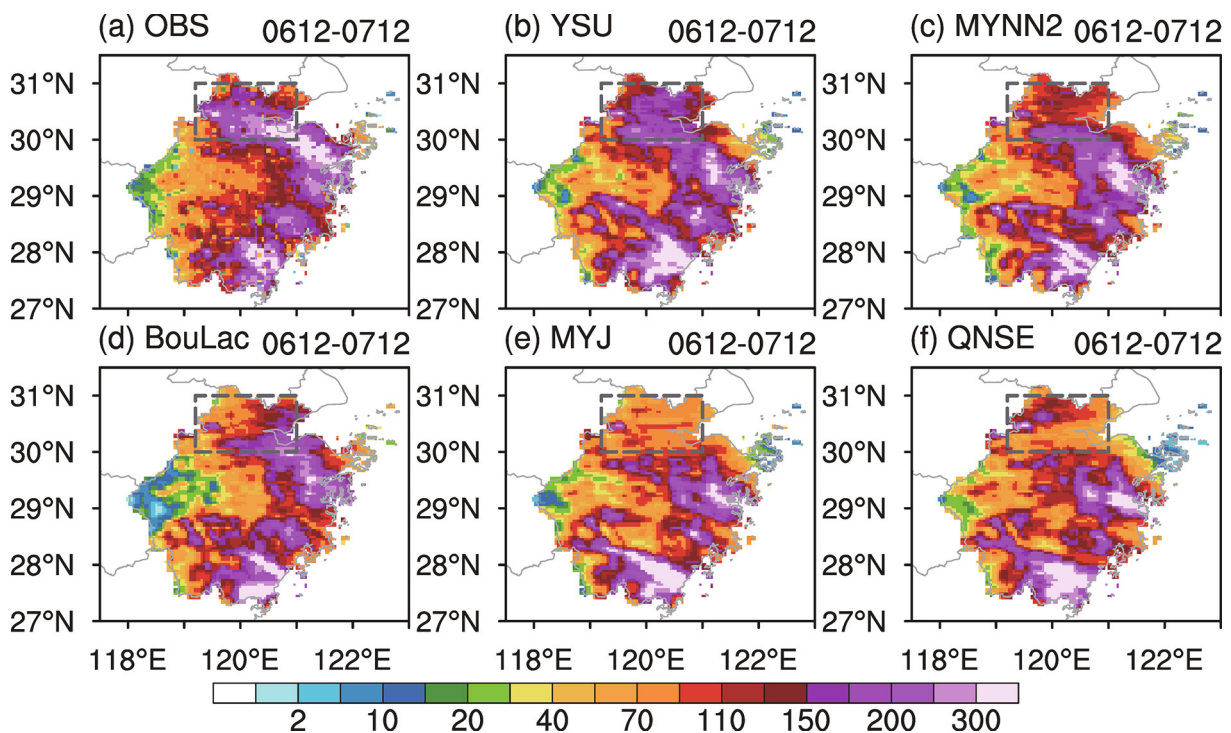 (a) OBS 0612-0712 (b) YSU 0612-0712 (c) MYNN2 0612-0712
31°N 31°N 31°N
30°N 30°N 30°N
29°N 29°N 29°N
28°N 28°N 28°N
27°N 27°N 27°N
(d) BouLac 0612-0712 (e) MYJ 0612-0712 (f) QNSE 0612-0712
31°N 31°N 31°N
30°N 30°N 30°N
29°N 29°N 29°N
28°N 28°N 28°N
27°N 27°N 27°N
118°E 120°E 122°E 118°E 120°E 122°E 118°E 120°E 122°E
2 10 20 40 70 110 150 200 300